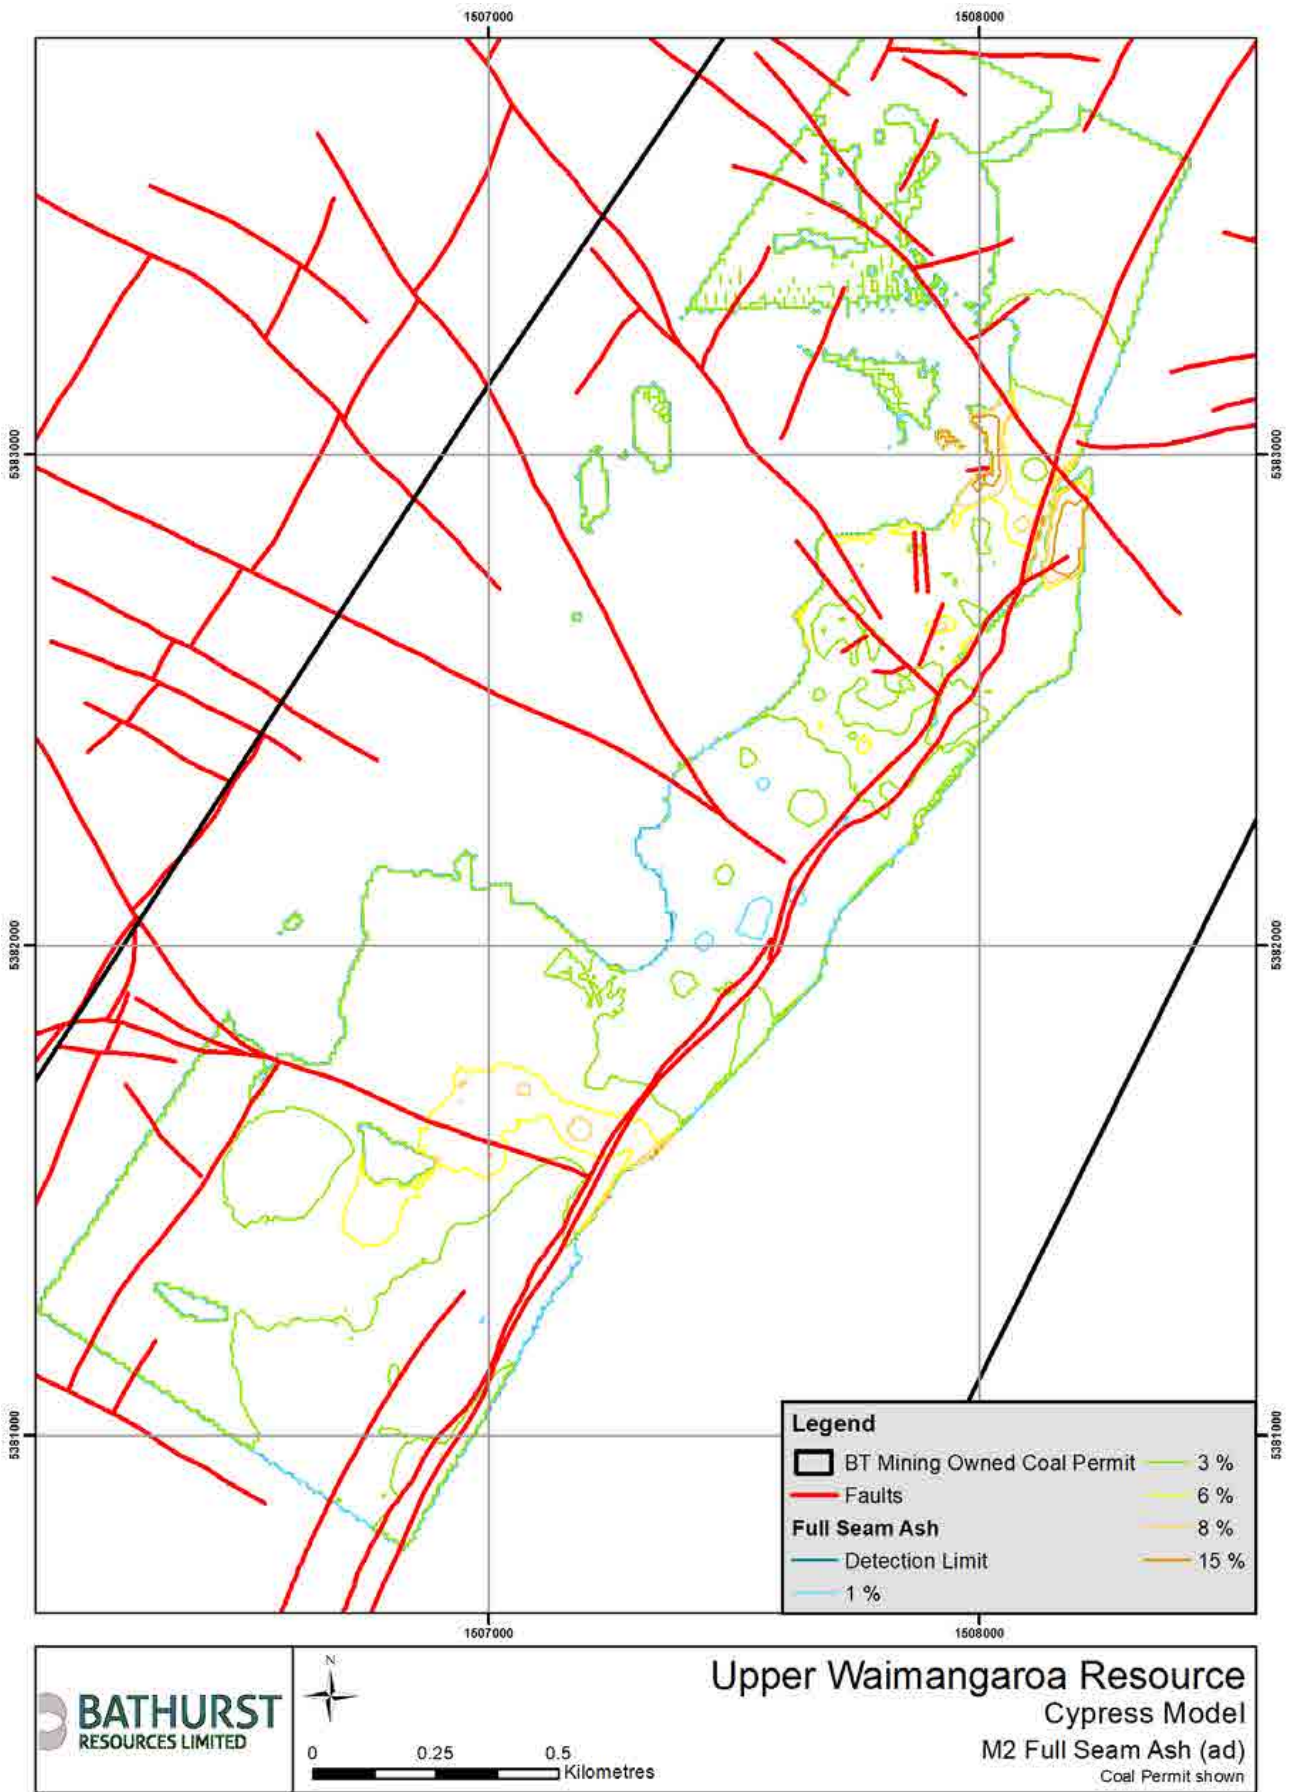 1507000
1508000
5383000
5383000
5382000
5382000
5381000
5381000
Legend
BT Mining Owned Coal Permit
Faults
Full Seam Ash
Detection Limit
1 %
3 %
6 %
8 %
15 %
1507000
1508000
BATHURST
RESOURCES LIMITED
N
0 0.25 0.5
Kilometres
Upper Waimangaroa Resource
Cypress Model
M2 Full Seam Ash (ad)
Coal Permit shown